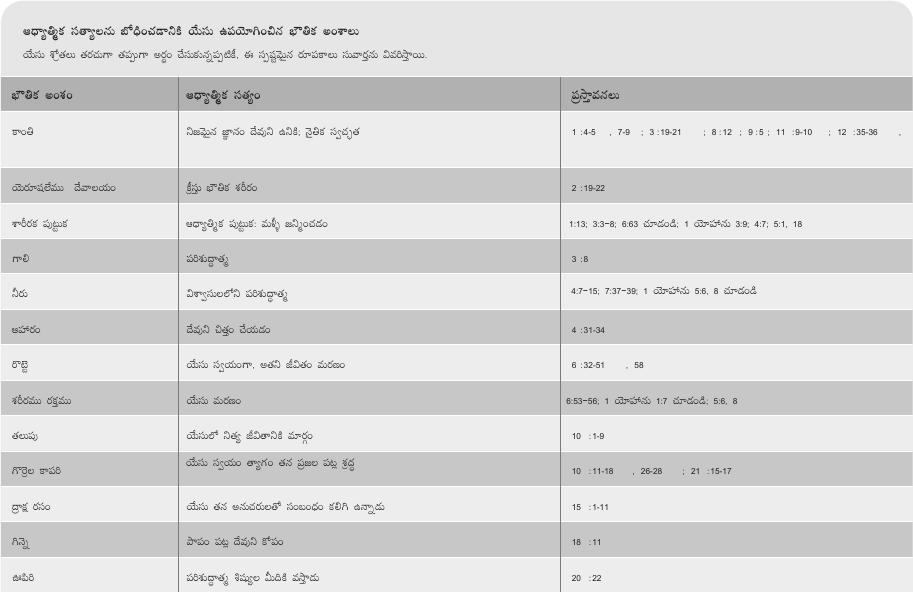 ఆధ్యాత్మిక సత్యాలను బోధించడానికి యేసు ఉపయోగించిన భౌతిక అంశాలు
యేసు శ్రోతలు తరచుగా తప్పుగా అర్థం చేసుకున్నప్పటికీ, ఈ స్పష్టమైన రూపకాలు సువార్తను వివరిస్తాయి.
భౌతిక అంశం ఆధ్యాత్మిక సత్యం ప్రస్తావనలు
కాంతి నిజమైన జ్ఞానం దేవుని ఉనికి; నైతిక స్వచ్ఛత 1 :4-5 , 7-9 ; 3 :19-21 ; 8 :12 ; 9 :5 ; 11 :9-10 ; 12 :35-36 ,
యెరూషలేము దేవాలయం క్రీస్తు భౌతిక శరీరం 2 :19-22
శారీరక పుట్టుక ఆధ్యాత్మిక పుట్టుక: మళ్ళీ జన్మించడం 1:13; 3:3–8; 6:63 చూడండి; 1 యోహాను 3:9; 4:7; 5:1, 18
గాలి పరిశుద్ధాత్మ 3 :8
నీరు విశ్వాసులలోని పరిశుద్ధాత్మ 4:7–15; 7:37–39; 1 యోహాను 5:6, 8 చూడండి
ఆహారం దేవుని చిత్తం చేయడం 4 :31-34
రొట్టె యేసు స్వయంగా, అతని జీవితం మరణం 6 :32-51 , 58
శరీరము రక్తము యేసు మరణం 6:53–56; 1 యోహాను 1:7 చూడండి; 5:6, 8
తలుపు యేసులో నిత్య జీవితానికి మార్గం 10 :1-9
గొర్రెల కాపరి యేసు స్వయం త్యాగం తన ప్రజల పట్ల శ్రద్ధ 10 :11-18 , 26-28 ; 21 :15-17
ద్రాక్ష రసం యేసు తన అనుచరులతో సంబంధం కలిగి ఉన్నాడు 15 :1-11
గిన్నె పాపం పట్ల దేవుని కోపం 18 :11
ఊపిరి పరిశుద్ధాత్మ శిష్యుల మీదికి వస్తాడు 20 :22